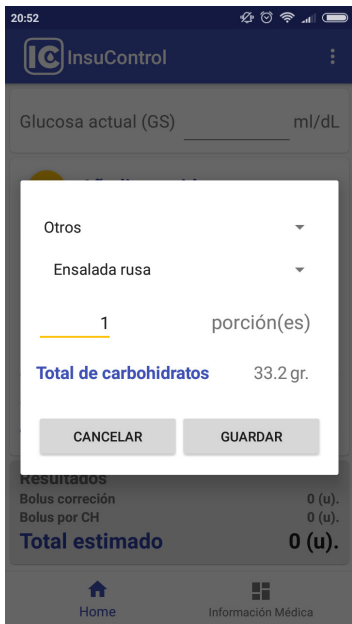 20:52
IC InsuControl
Glucosa actual (GS) ml/dL
Otros
Ensalada rusa
1 porción(es)
Total de carbohidratos 33.2 gr.
CANCELAR GUARDAR
Resultados
Bolus correción 0 (u).
Bolus por CH 0 (u).
Total estimado 0 (u).
Home Información Médica